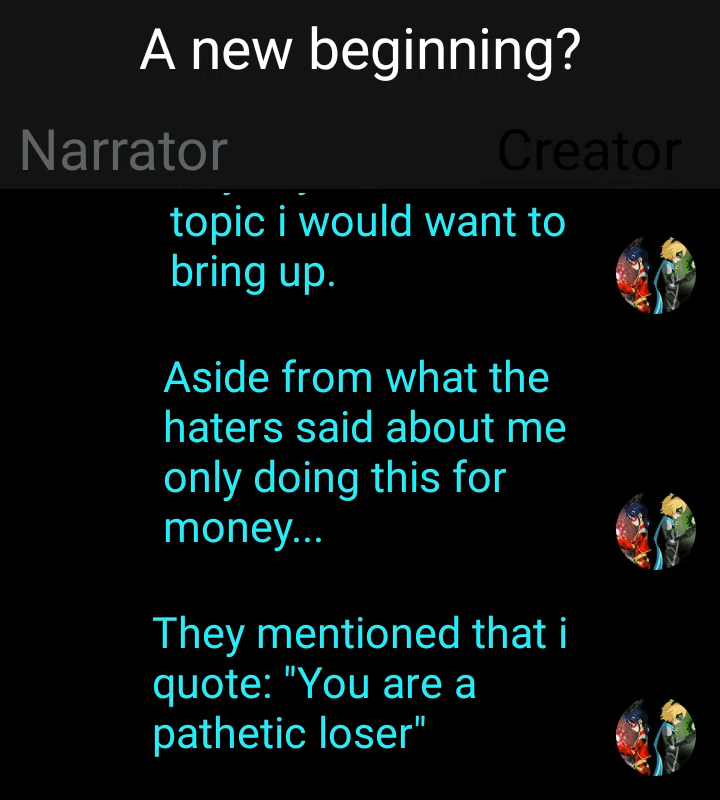 A new beginning?
Narrator
Creator
topic i would want to
bring up.
Aside from what the
haters said about me
only doing this for
money...
They mentioned that i
quote: "You are a
pathetic loser"